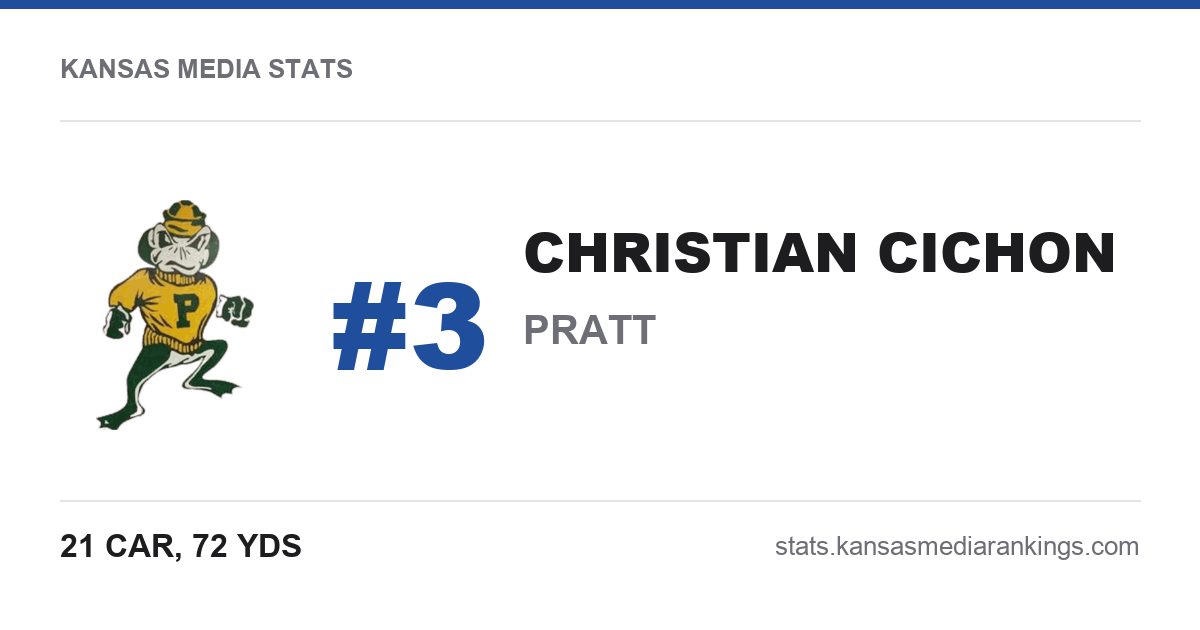 KANSAS MEDIA STATS
P
#3
CHRISTIAN CICHON
PRATT
21 CAR, 72 YDS
stats.kansasmediarankings.com